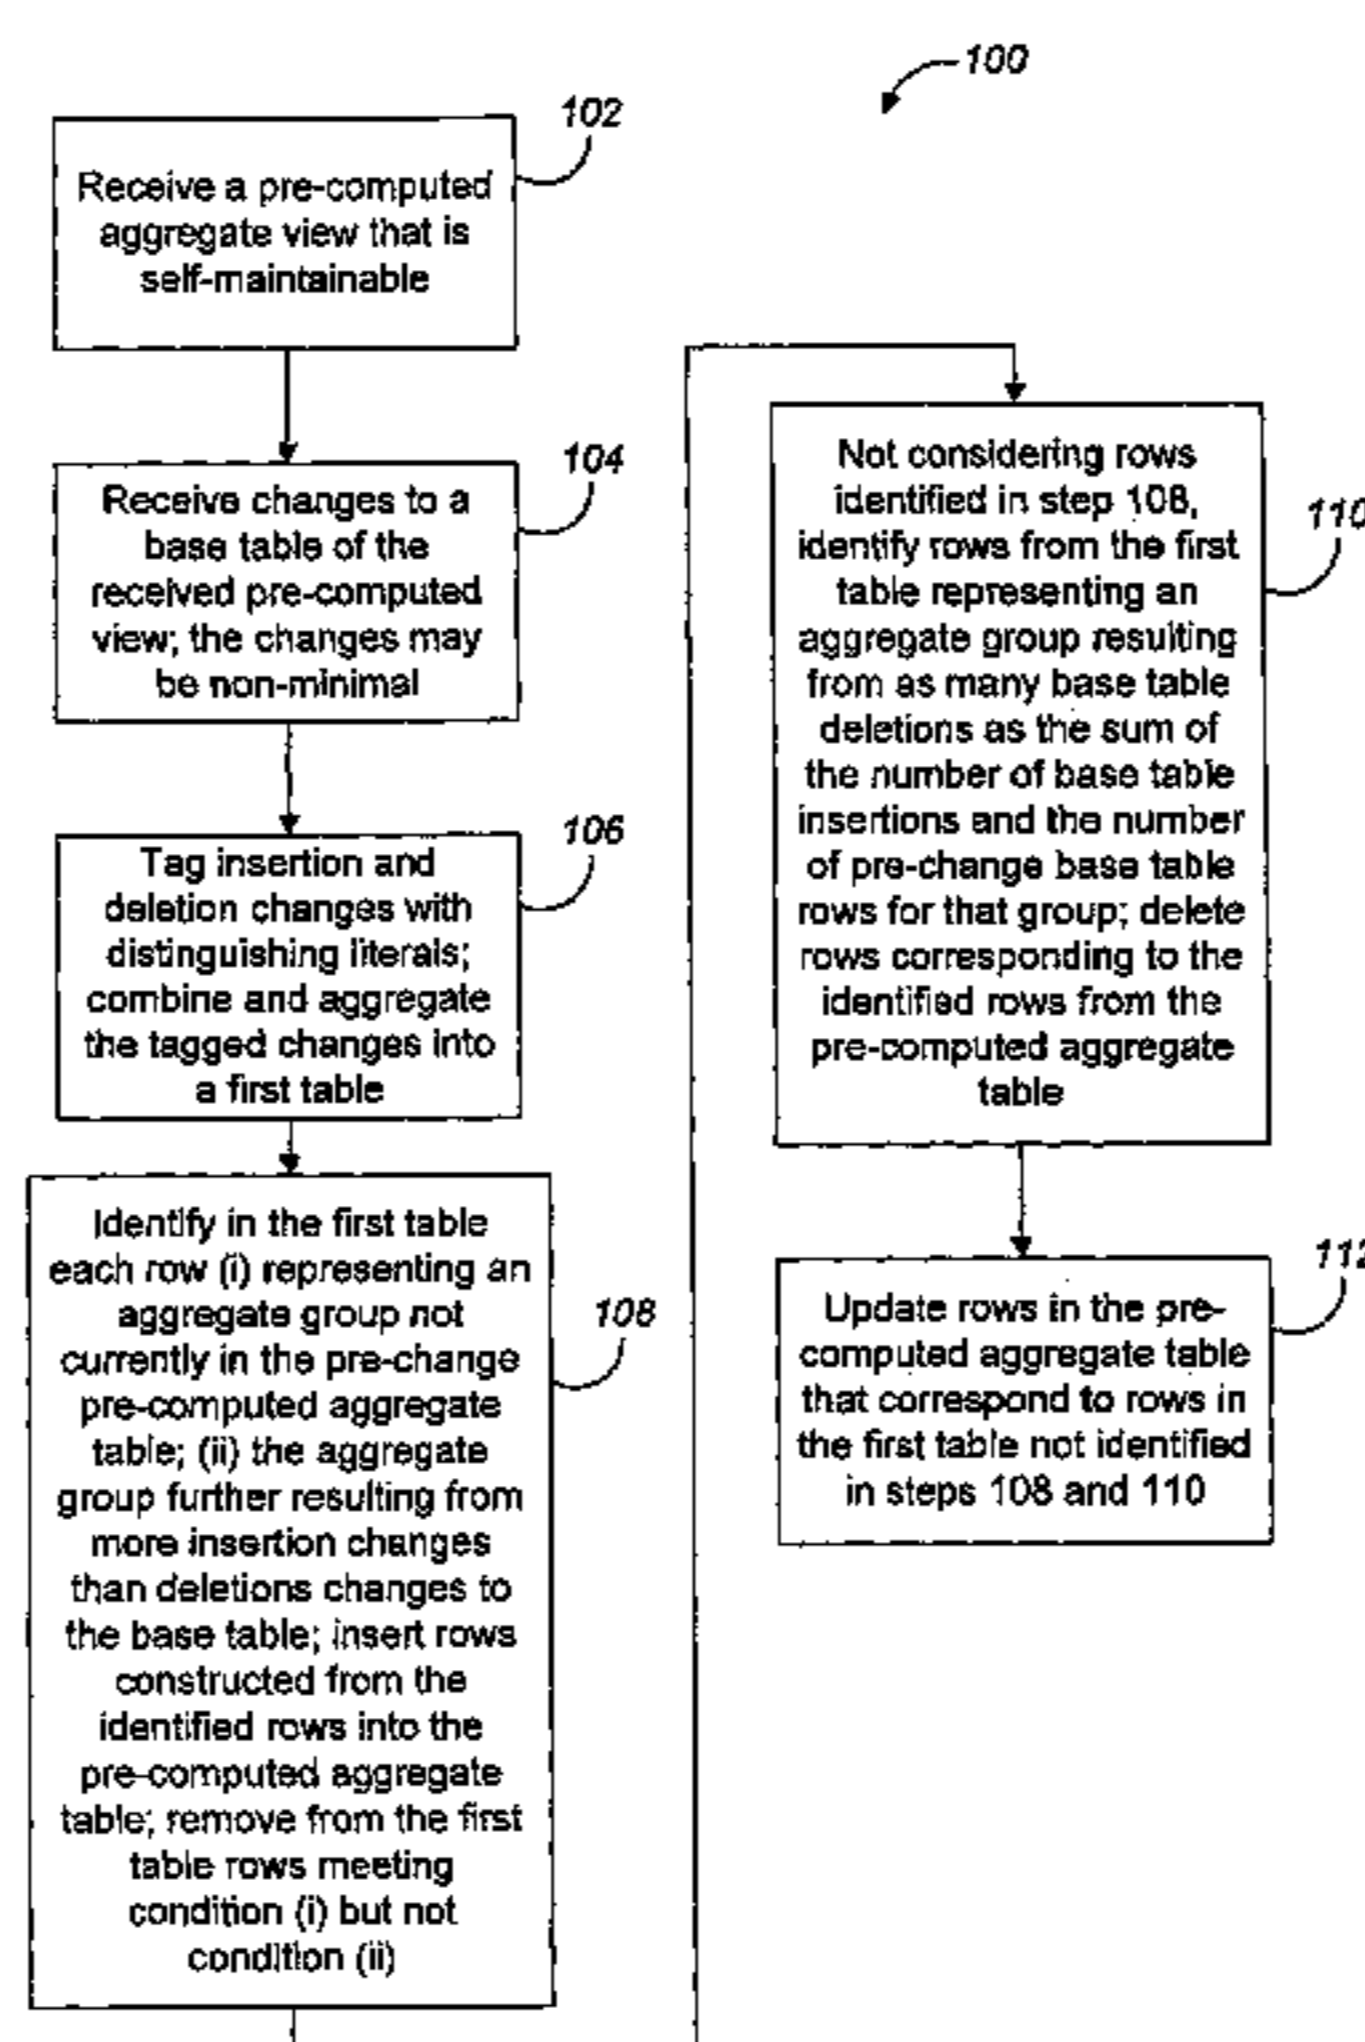 100
102
Receive a pre-computed
aggregate view that is
self-maintainable
104
Receive changes to a
base table of the
received pre-computed
view; the changes may
be non-minimal
106
Tag insertion and
deletion changes with
distinguishing literals;
combine and aggregate
the tagged changes into
a first table
108
Identify in the first table
each row (i) representing an
aggregate group not
currently in the pre-change
pre-computed aggregate
table; (ii) the aggregate
group further resulting from
more insertion changes
than deletions changes to
the base table; insert rows
constructed from the
identified rows into the
pre-computed aggregate
table; remove from the first
table rows meeting
condition (i) but not
condition (ii)
110
Not considering rows
identified in step 108,
identify rows from the first
table representing an
aggregate group resulting
from as many base table
deletions as the sum of
the number of base table
insertions and the number
of pre-change base table
rows for that group; delete
rows corresponding to the
identified rows from the
pre-computed aggregate
table
112
Update rows in the pre-
computed aggregate table
that correspond to rows in
the first table not identified
in steps 108 and 110